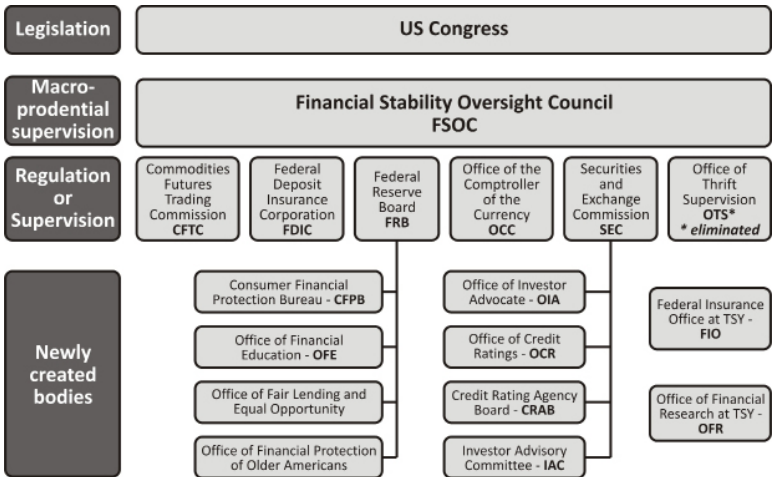 Legislation
US Congress
Macro-
prodential
supervision
Financial Stability Oversight Council
FSOC
Regulation
or
Supervision
Commodities
Futures
Trading
Commission
CFTC
Federal
Deposit
Insurance
Corporation
FDIC
Federal
Reserve
Board
FRB
Office of the
Comptroller
of the
Currency
OCC
Securities
and
Exchange
Commission
SEC
Office of
Thrift
Supervision
OTS*
* eliminated
Newly
created
bodies
Consumer Financial
Protection Bureau - CFPB
Office of Financial
Education - OFE
Office of Fair Lending and
Equal Opportunity
Office of Financial Protection
of Older Americans
Office of Investor
Advocate - OIA
Office of Credit
Ratings - OCR
Credit Rating Agency
Board - CRAB
Investor Advisory
Committee - IAC
Federal Insurance
Office at TSY -
FIO
Office of Financial
Research at TSY -
OFR